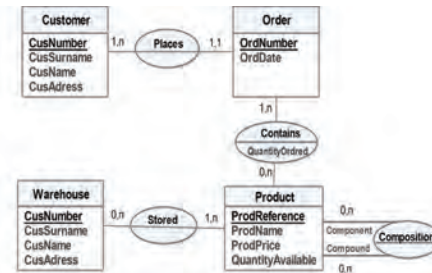 Customer
CusNumber
CusSurname
CusName
CusAdress
1,n
Places
1,1
Order
OrdNumber
OrdDate
1,n
Contains
QuantityOrdred
0,n
Warehouse
CusNumber
CusSurname
CusName
CusAdress
0,n
Stored
1,n
Product
ProdReference
ProdName
ProdPrice
QuantityAvailable
0,n
Component
Compound
0,n
Composition